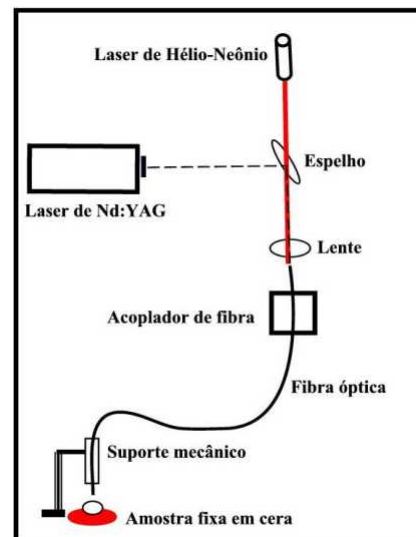 Laser de Hélio-Neônio
Espelho
Laser de Nd:YAG
Lente
Acoplador de fibra
Fibra óptica
Suporte mecânico
Amostra fixa em cera